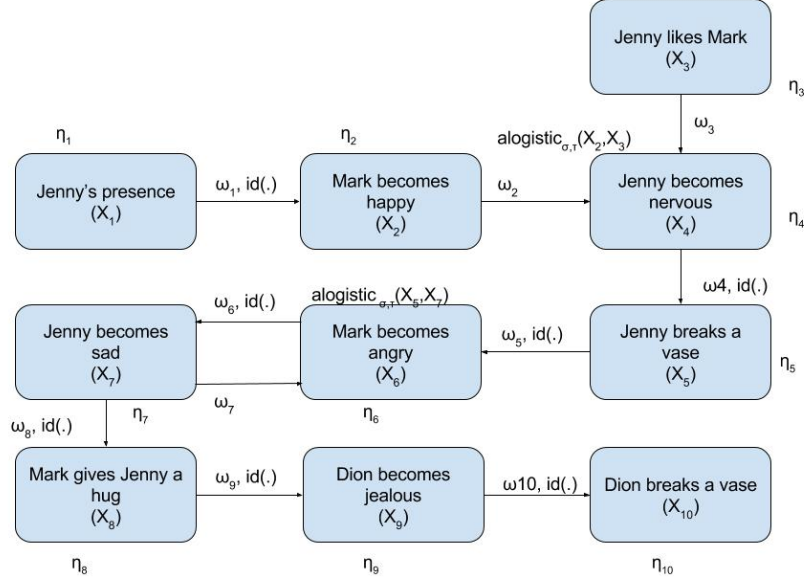 Jenny likes Mark
(X₃)
η₃
ω₃
η₁
η₂
alogistic_σ,τ(X₂,X₃)
Jenny's presence
(X₁)
ω₁, id(.)
Mark becomes
happy
(X₂)
ω₂
Jenny becomes
nervous
(X₄)
η₄
ω4, id(.)
ω₆, id(.)
alogistic_σ,τ(X₅,X₇)
Jenny becomes
sad
(X₇)
Mark becomes
angry
(X₆)
ω₅, id(.)
Jenny breaks a
vase
(X₅)
η₅
ω₇
η₇
η₆
ω₈, id(.)
Mark gives Jenny a
hug
(X₈)
ω₉, id(.)
Dion becomes
jealous
(X₉)
ω10, id(.)
Dion breaks a vase
(X₁₀)
η₈
η₉
η₁₀